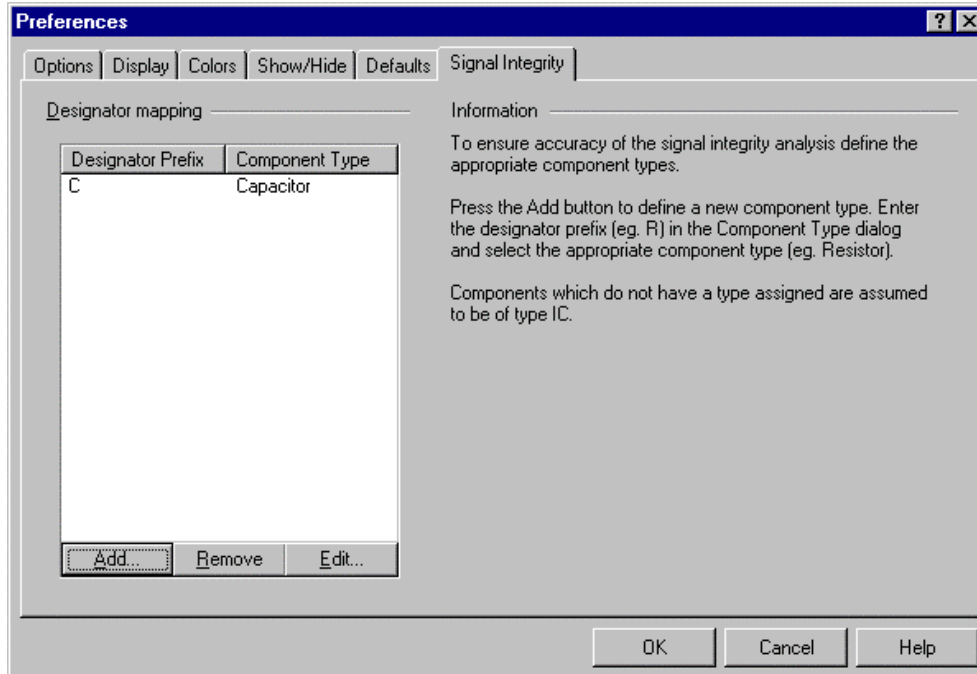 Preferences
Options Display Colors Show/Hide Defaults Signal Integrity
Designator mapping
Designator Prefix Component Type
C Capacitor
Add... Remove Edit...
Information
To ensure accuracy of the signal integrity analysis define the
appropriate component types.
Press the Add button to define a new component type. Enter
the designator prefix (eg. R) in the Component Type dialog
and select the appropriate component type (eg. Resistor).
Components which do not have a type assigned are assumed
to be of type IC.
OK Cancel Help